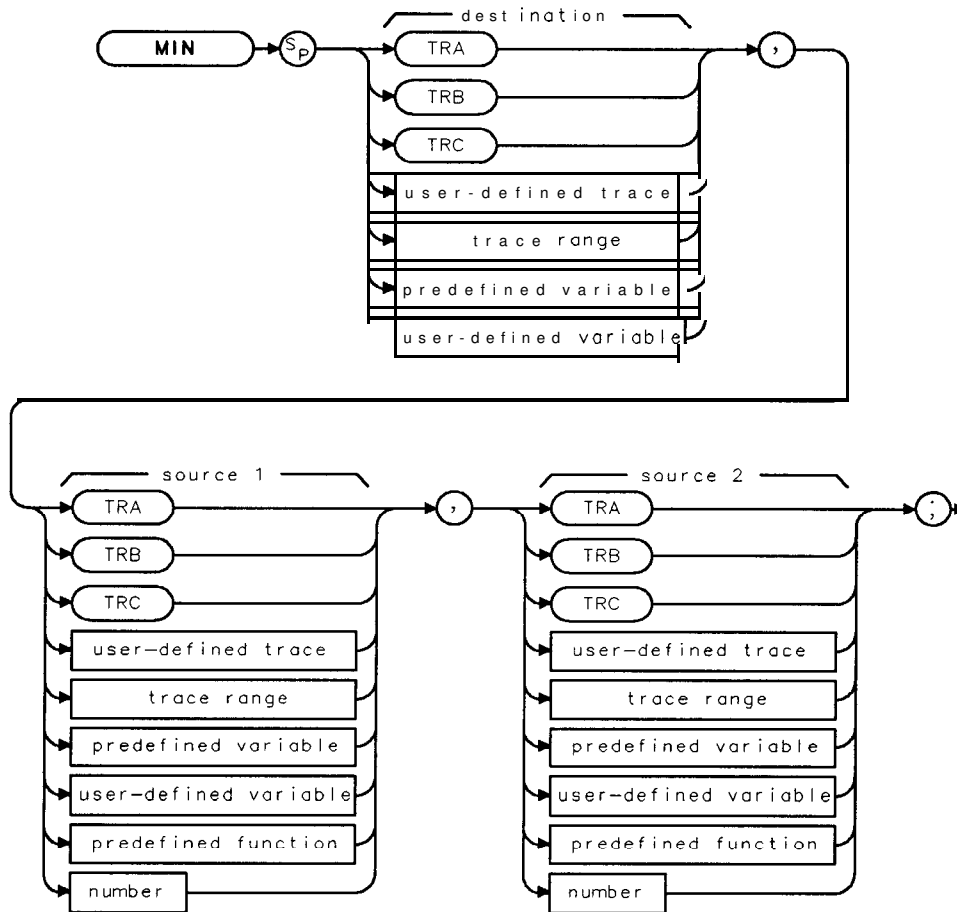 destination
MIN SP TRA ,
TRB
TRC
user-defined trace
trace range
predefined variable
user-defined variable
source 1
TRA ,
TRB
TRC
user-defined trace
trace range
predefined variable
user-defined variable
predefined function
number
source 2
TRA ;
TRB
TRC
user-defined trace
trace range
predefined variable
user-defined variable
predefined function
number